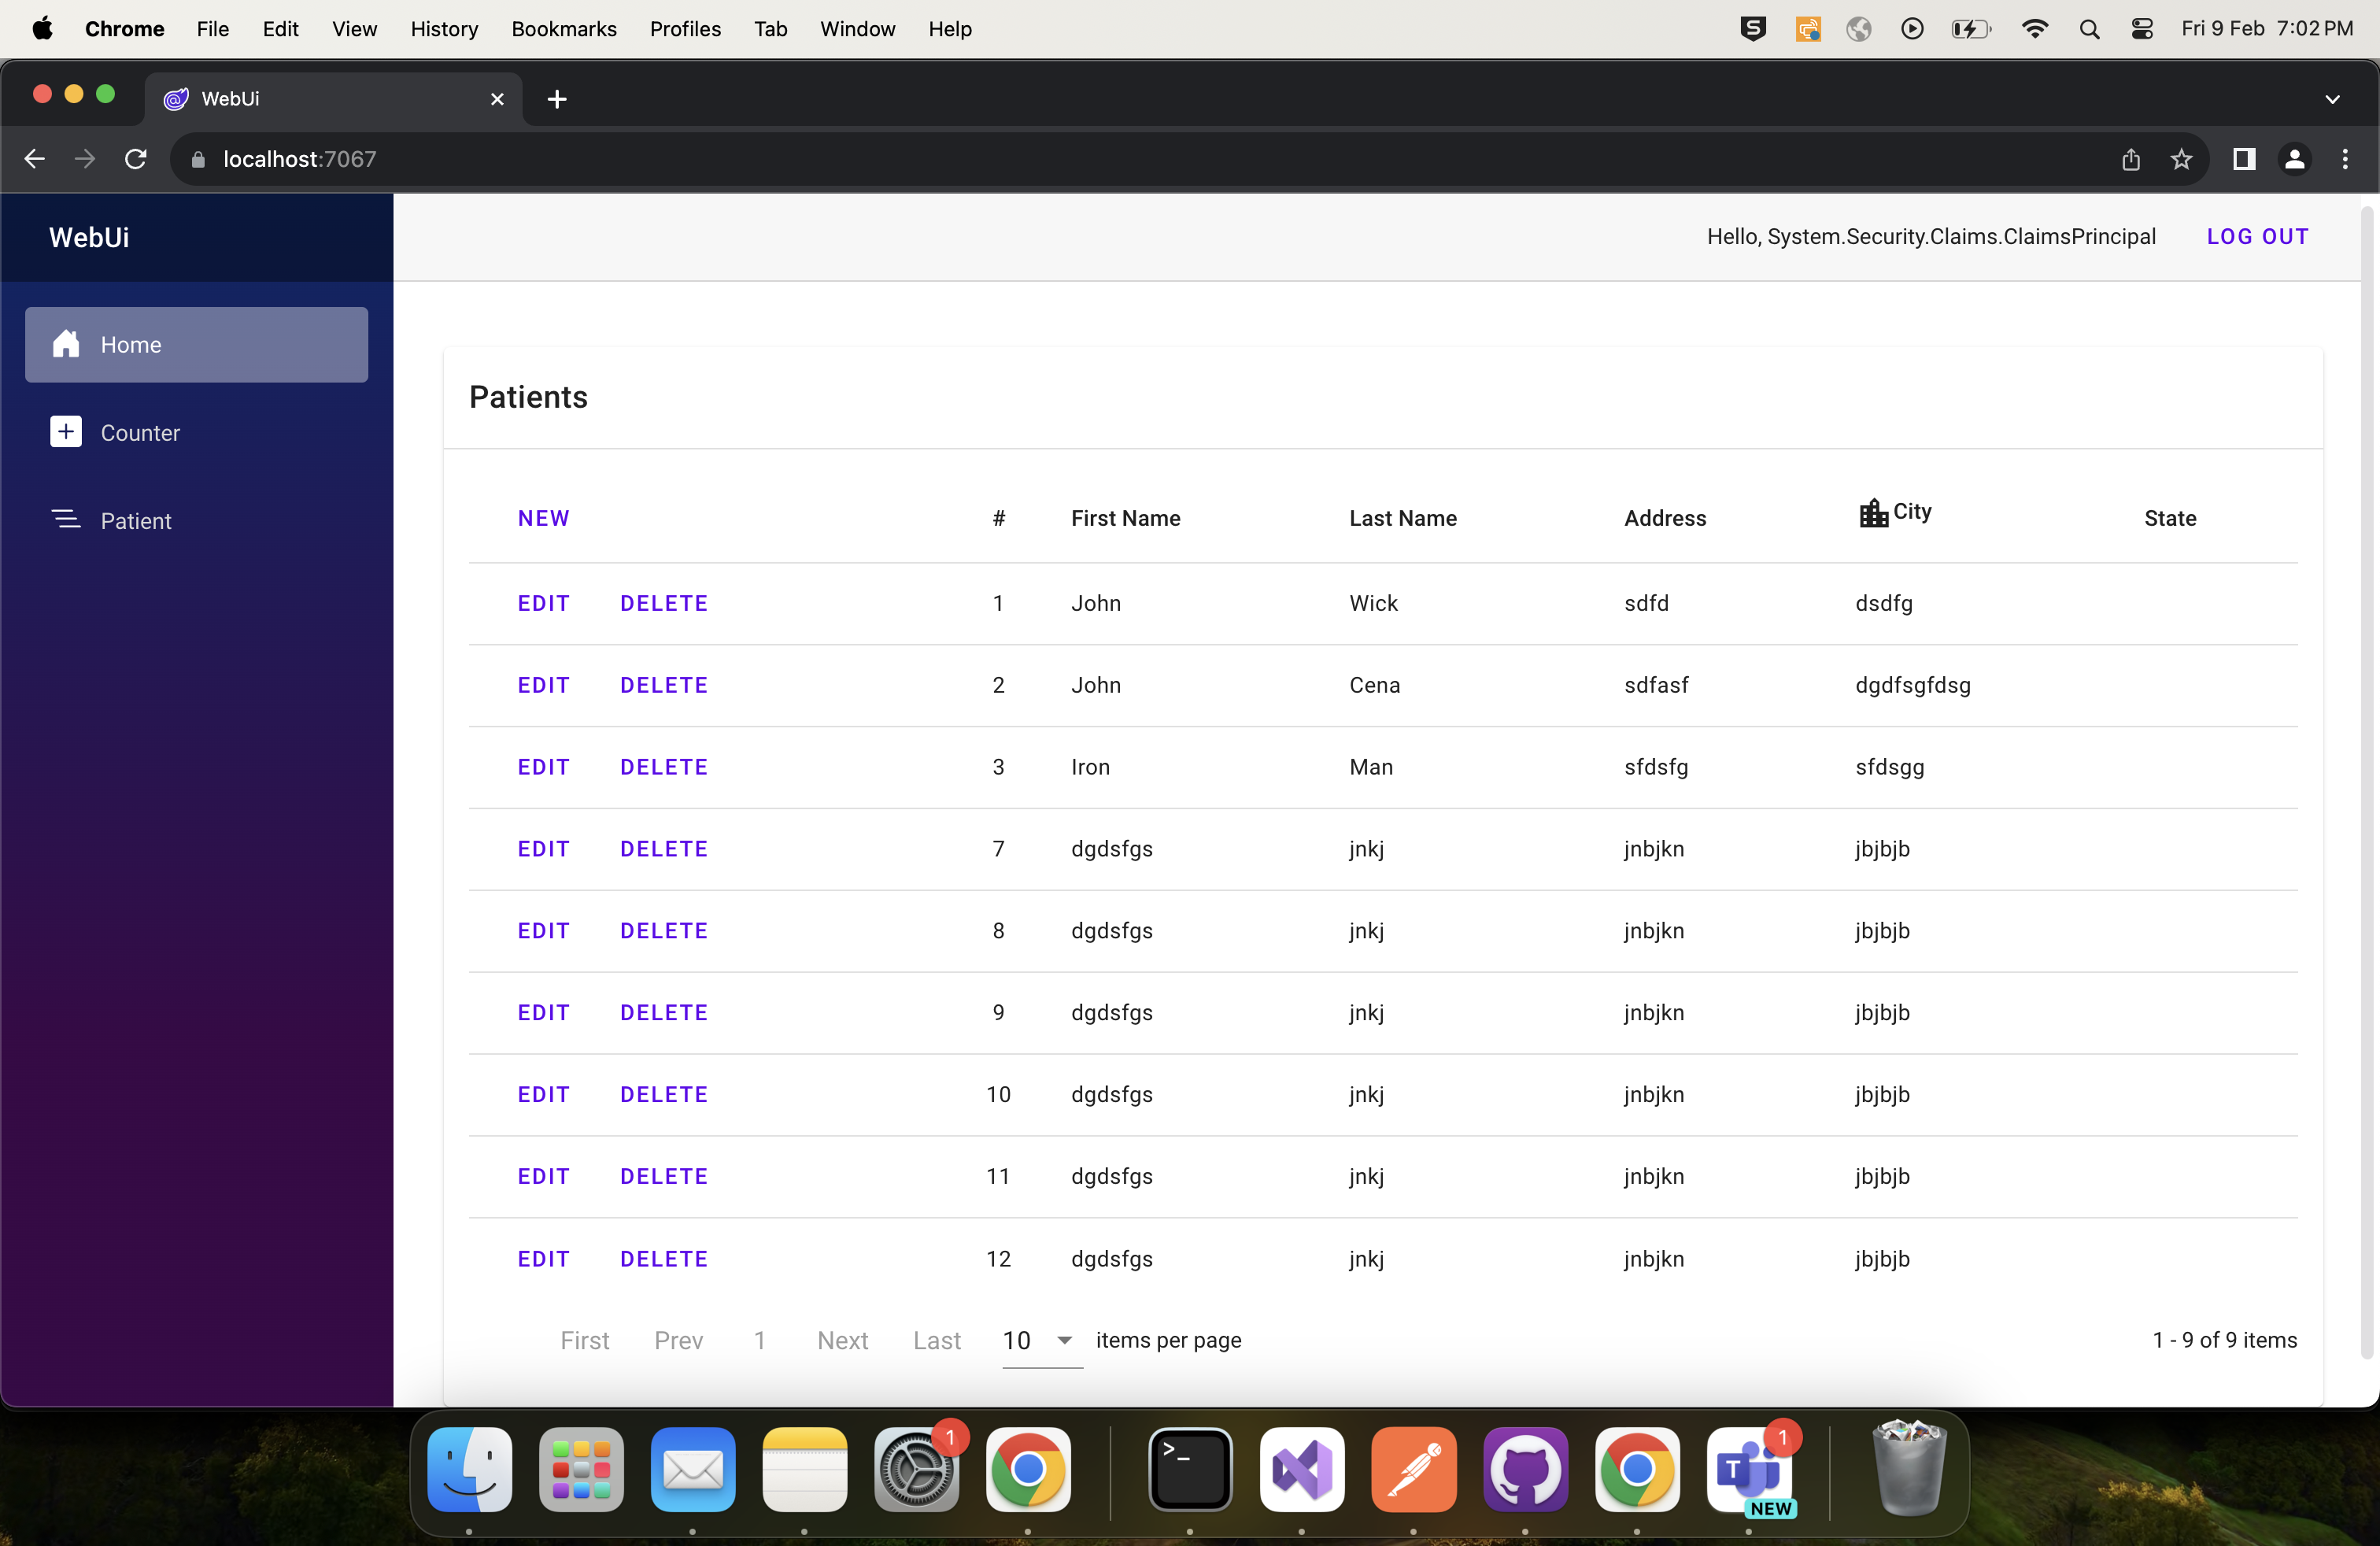 Chrome File Edit View History Bookmarks Profiles Tab Window Help S Fri 9 Feb 7:02 PM
WebUi
localhost:7067
WebUi
Hello, System.Security.Claims.ClaimsPrincipal LOG OUT
Home
Counter
Patient
Patients
NEW # First Name Last Name Address City State
EDIT DELETE 1 John Wick sdfd dsdfg
EDIT DELETE 2 John Cena sdfasf dgdfsgfdsg
EDIT DELETE 3 Iron Man sfdsfg sfdsgg
EDIT DELETE 7 dgdsfgs jnkj jnbjkn jbjbjb
EDIT DELETE 8 dgdsfgs jnkj jnbjkn jbjbjb
EDIT DELETE 9 dgdsfgs jnkj jnbjkn jbjbjb
EDIT DELETE 10 dgdsfgs jnkj jnbjkn jbjbjb
EDIT DELETE 11 dgdsfgs jnkj jnbjkn jbjbjb
EDIT DELETE 12 dgdsfgs jnkj jnbjkn jbjbjb
First Prev 1 Next Last 10 items per page 1 - 9 of 9 items
1 >_ T 1
NEW